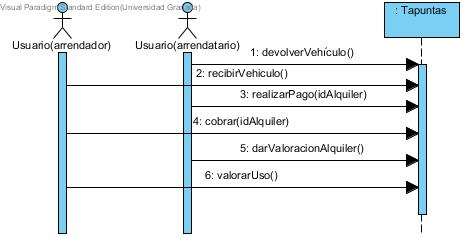 Visual Paradigm Standard Edition(Universidad Granada)
Usuario(arrendador)
Usuario(arrendatario)
: Tapuntas
1: devolverVehículo()
2: recibirVehiculo()
3: realizarPago(idAlquiler)
4: cobrar(idAlquiler)
5: darValoracionAlquiler()
6: valorarUso()